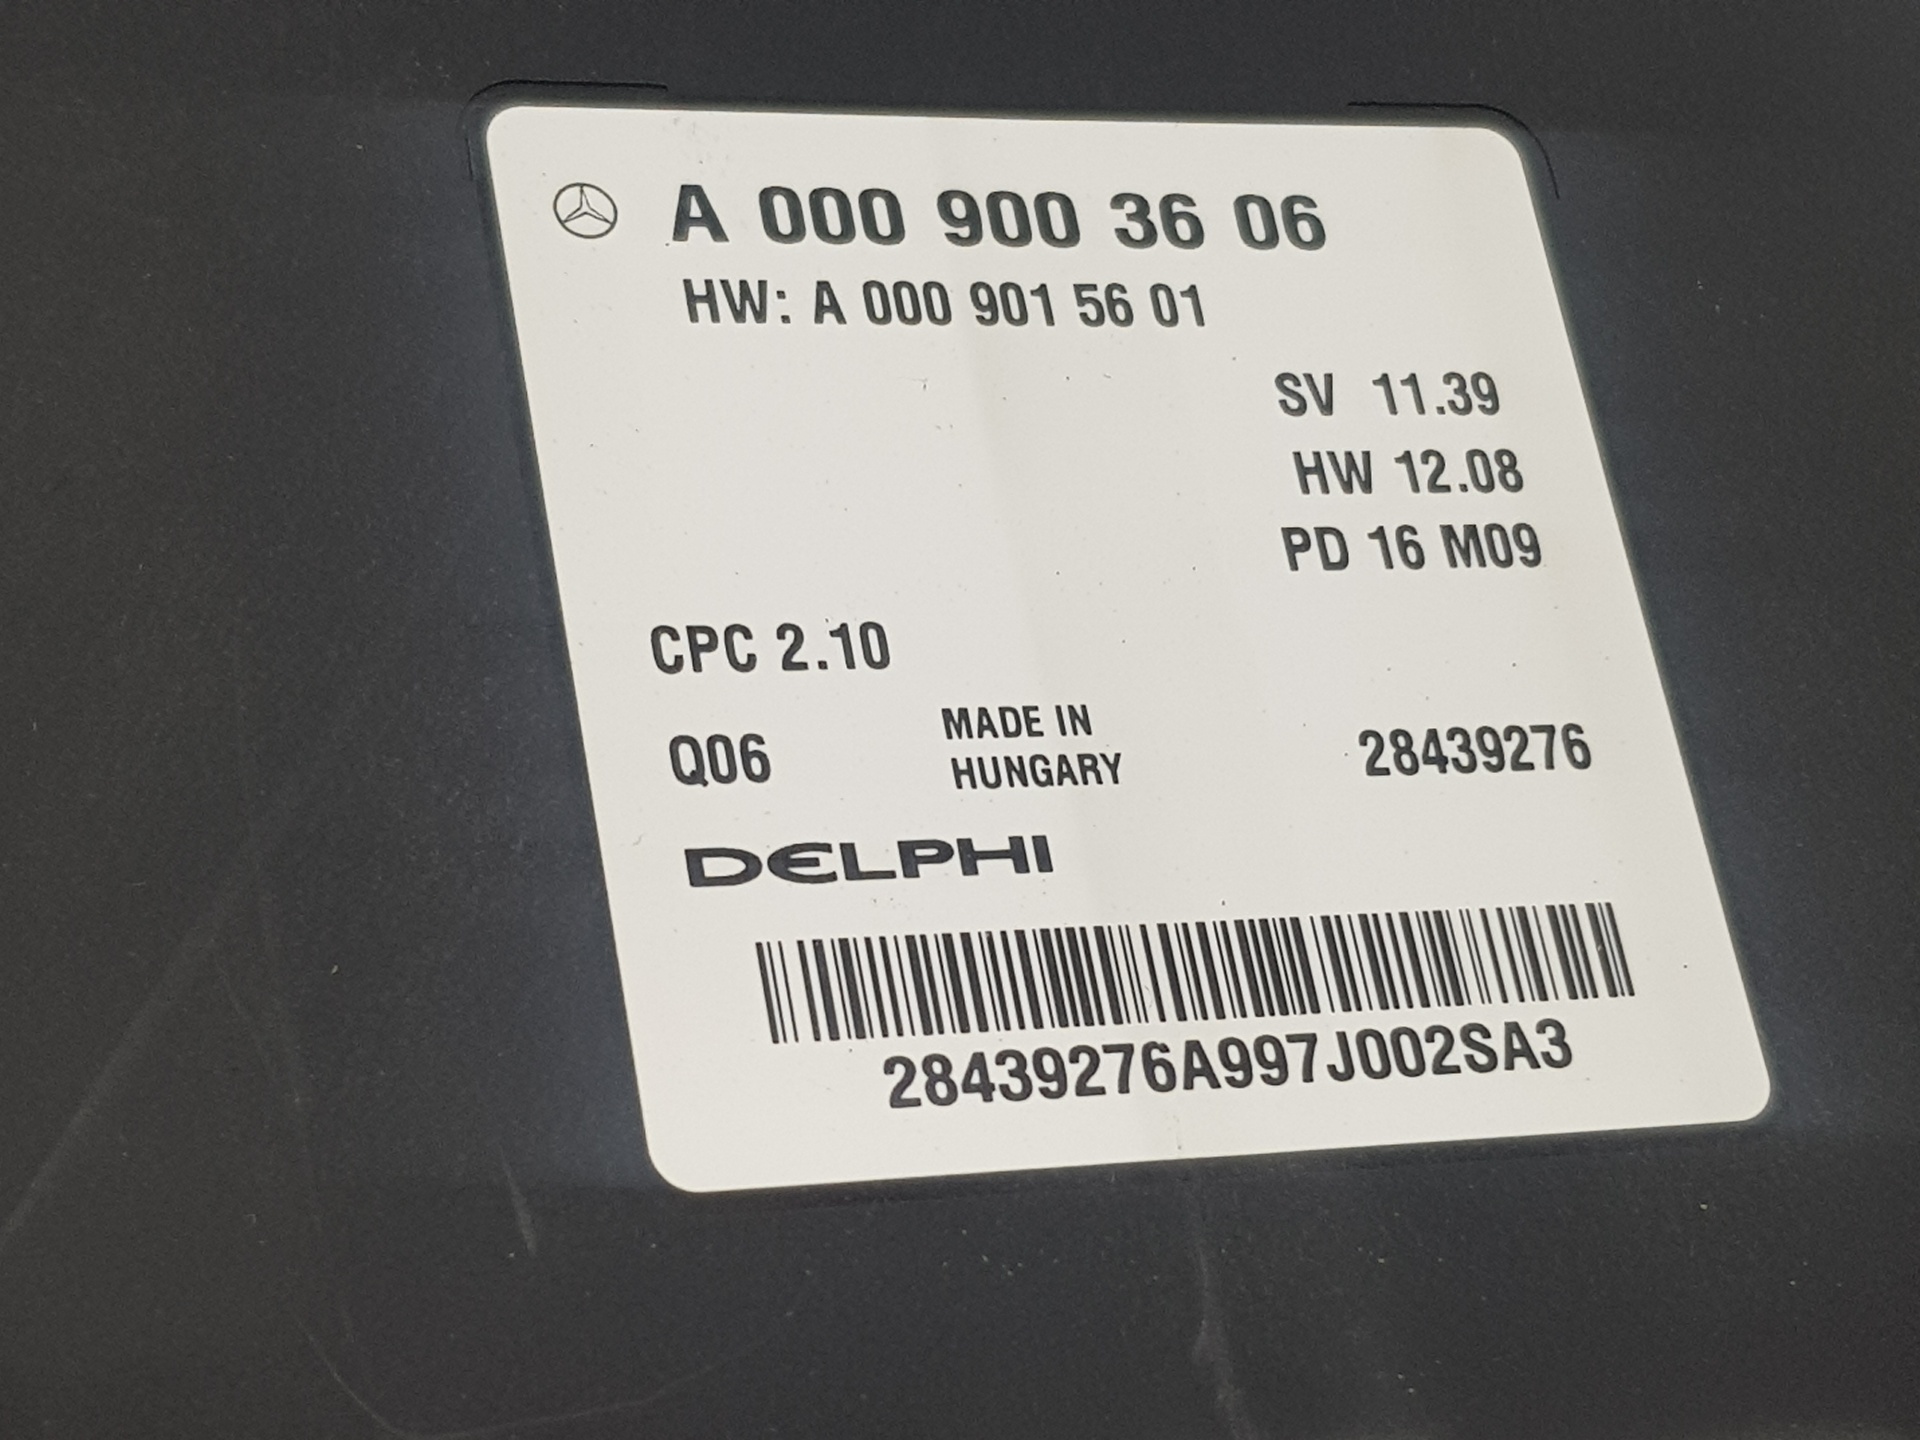 A 000 900 36 06
HW: A 000 901 56 01
SV 11.39
HW 12.08
PD 16 M09
CPC 2.10
Q06
MADE IN
HUNGARY
28439276
DELPHI
28439276A997J002SA3